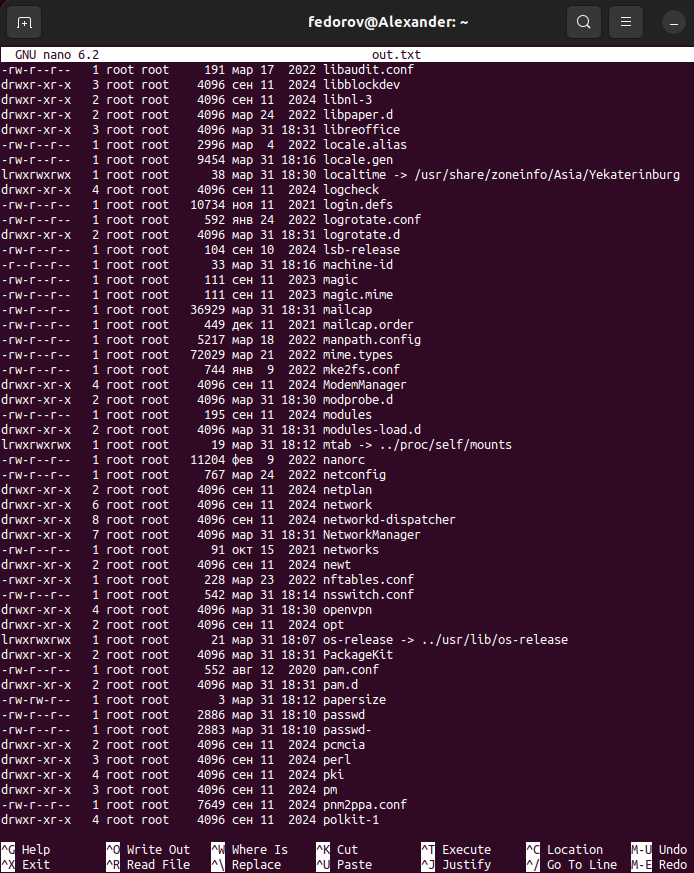 fedorov@Alexander: ~
GNU nano 6.2 out.txt
-rw-r--r-- 1 root root 191 мар 17 2022 libaudit.conf
drwxr-xr-x 3 root root 4096 сен 11 2024 libblockdev
drwxr-xr-x 2 root root 4096 сен 11 2024 libnl-3
drwxr-xr-x 2 root root 4096 мар 24 2022 libpaper.d
drwxr-xr-x 3 root root 4096 мар 31 18:31 libreoffice
-rw-r--r-- 1 root root 2996 мар 4 2022 locale.alias
-rw-r--r-- 1 root root 9454 мар 31 18:16 locale.gen
lrwxrwxrwx 1 root root 38 мар 31 18:30 localtime -> /usr/share/zoneinfo/Asia/Yekaterinburg
drwxr-xr-x 4 root root 4096 сен 11 2024 logcheck
-rw-r--r-- 1 root root 10734 ноя 11 2021 login.defs
-rw-r--r-- 1 root root 592 янв 24 2022 logrotate.conf
drwxr-xr-x 2 root root 4096 мар 31 18:31 logrotate.d
-rw-r--r-- 1 root root 104 сен 10 2024 lsb-release
-r--r--r-- 1 root root 33 мар 31 18:16 machine-id
-rw-r--r-- 1 root root 111 сен 11 2023 magic
-rw-r--r-- 1 root root 111 сен 11 2023 magic.mime
-rw-r--r-- 1 root root 36929 мар 31 18:31 mailcap
-rw-r--r-- 1 root root 449 дек 11 2021 mailcap.order
-rw-r--r-- 1 root root 5217 мар 18 2022 manpath.config
-rw-r--r-- 1 root root 72029 мар 21 2022 mime.types
-rw-r--r-- 1 root root 744 янв 9 2022 mke2fs.conf
drwxr-xr-x 4 root root 4096 сен 11 2024 ModemManager
drwxr-xr-x 2 root root 4096 мар 31 18:30 modprobe.d
-rw-r--r-- 1 root root 195 сен 11 2024 modules
drwxr-xr-x 2 root root 4096 мар 31 18:31 modules-load.d
lrwxrwxrwx 1 root root 19 мар 31 18:12 mtab -> ../proc/self/mounts
-rw-r--r-- 1 root root 11204 фев 9 2022 nanorc
-rw-r--r-- 1 root root 767 мар 24 2022 netconfig
drwxr-xr-x 2 root root 4096 сен 11 2024 netplan
drwxr-xr-x 6 root root 4096 сен 11 2024 network
drwxr-xr-x 8 root root 4096 сен 11 2024 networkd-dispatcher
drwxr-xr-x 7 root root 4096 мар 31 18:31 NetworkManager
-rw-r--r-- 1 root root 91 окт 15 2021 networks
drwxr-xr-x 2 root root 4096 сен 11 2024 newt
-rwxr-xr-x 1 root root 228 мар 23 2022 nftables.conf
-rw-r--r-- 1 root root 542 мар 31 18:14 nsswitch.conf
drwxr-xr-x 4 root root 4096 мар 31 18:30 openvpn
drwxr-xr-x 2 root root 4096 сен 11 2024 opt
lrwxrwxrwx 1 root root 21 мар 31 18:07 os-release -> ../usr/lib/os-release
drwxr-xr-x 2 root root 4096 мар 31 18:31 PackageKit
-rw-r--r-- 1 root root 552 авг 12 2020 pam.conf
drwxr-xr-x 2 root root 4096 мар 31 18:31 pam.d
-rw-rw-r-- 1 root root 3 мар 31 18:12 papersize
-rw-r--r-- 1 root root 2886 мар 31 18:10 passwd
-rw-r--r-- 1 root root 2883 мар 31 18:10 passwd-
drwxr-xr-x 2 root root 4096 сен 11 2024 pcmcia
drwxr-xr-x 3 root root 4096 сен 11 2024 perl
drwxr-xr-x 4 root root 4096 сен 11 2024 pki
drwxr-xr-x 3 root root 4096 сен 11 2024 pm
-rw-r--r-- 1 root root 7649 сен 11 2024 pnm2ppa.conf
drwxr-xr-x 4 root root 4096 сен 11 2024 polkit-1
^G Help ^O Write Out ^W Where Is ^K Cut ^T Execute ^C Location M-U Undo
^X Exit ^R Read File ^\ Replace ^U Paste ^J Justify ^/ Go To Line M-E Redo